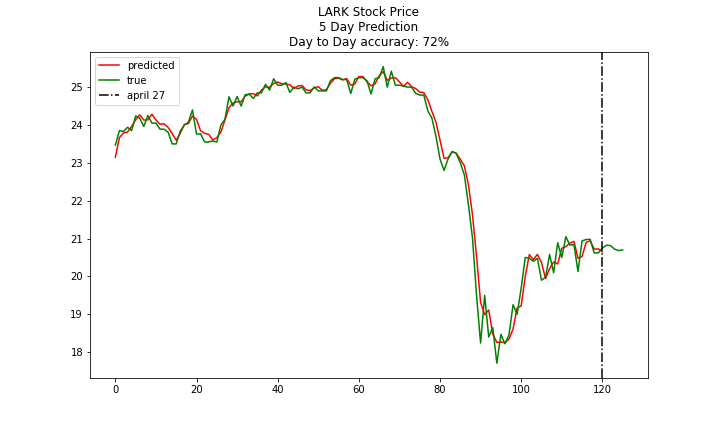 LARK Stock Price
5 Day Prediction
Day to Day accuracy: 72%
predicted
true
april 27
25
24
23
22
21
20
19
18
0 20 40 60 80 100 120